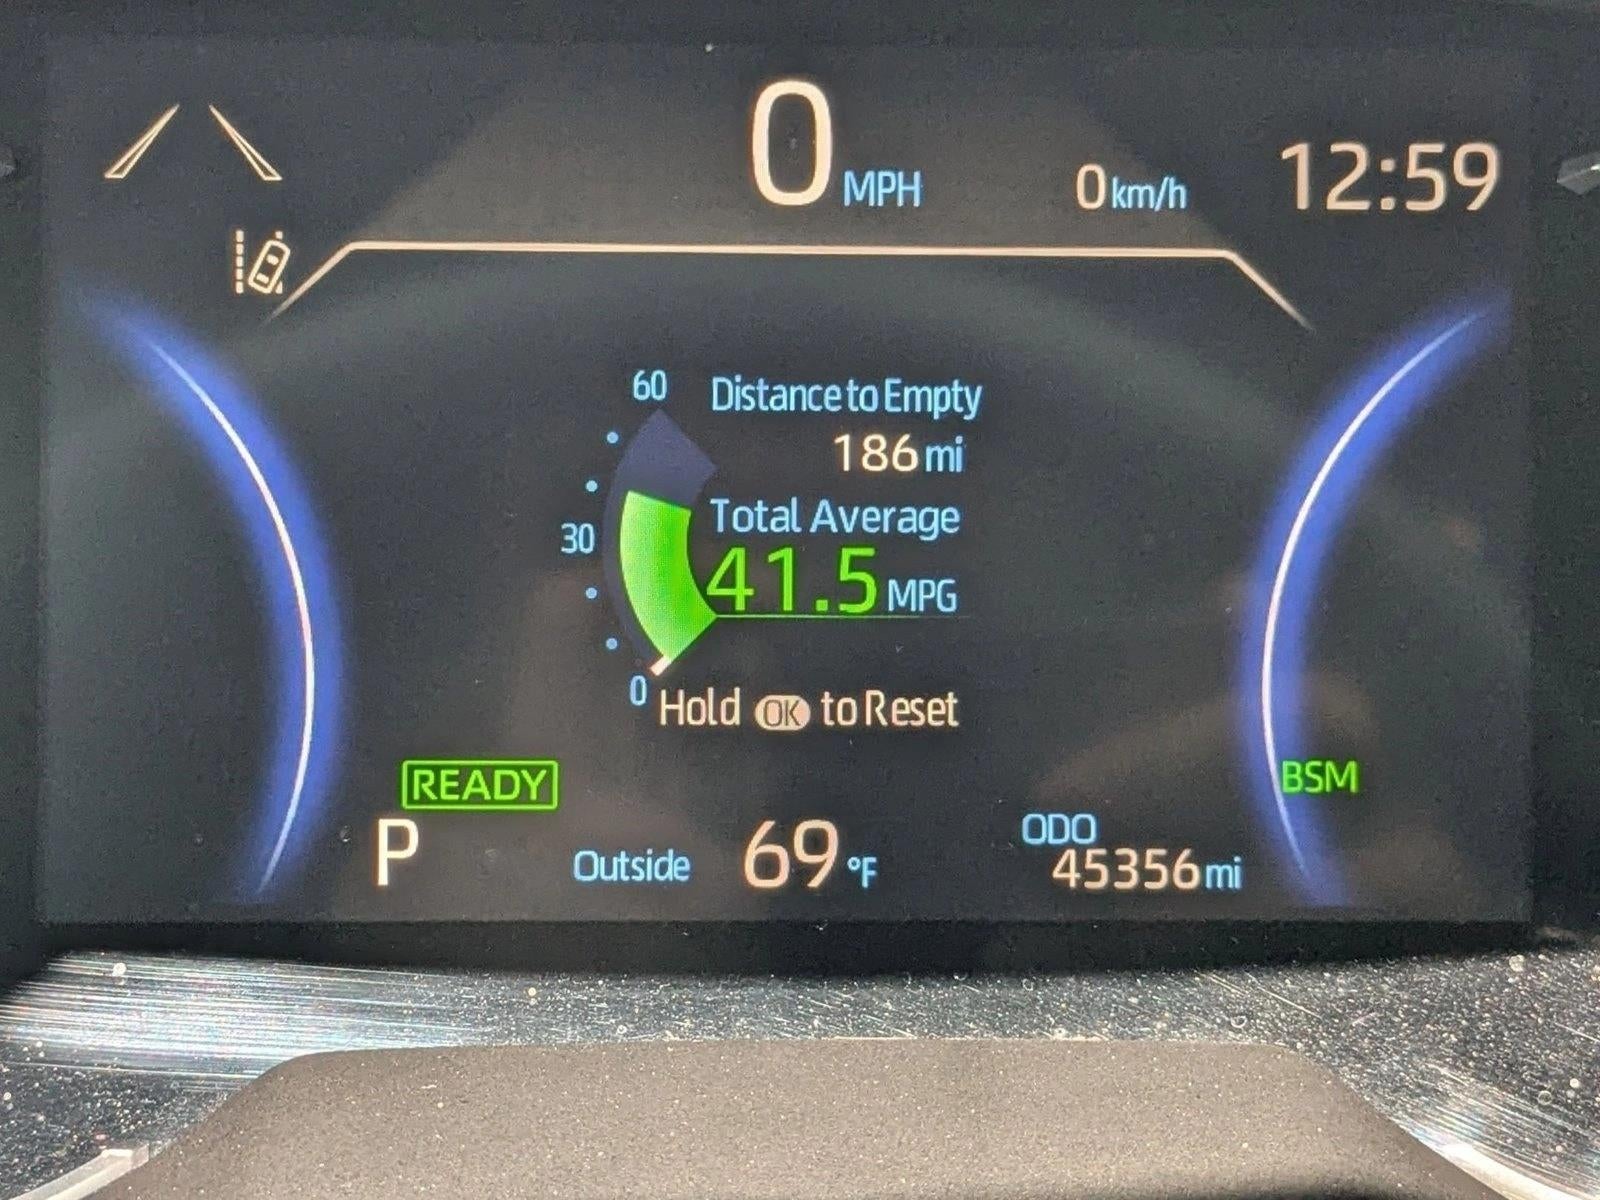 0 MPH 0 km/h 12:59
60 Distance to Empty
186 mi
Total Average
30 41.5 MPG
0 Hold OK to Reset
READY
BSM
P
Outside 69 °F
ODO
45356 mi